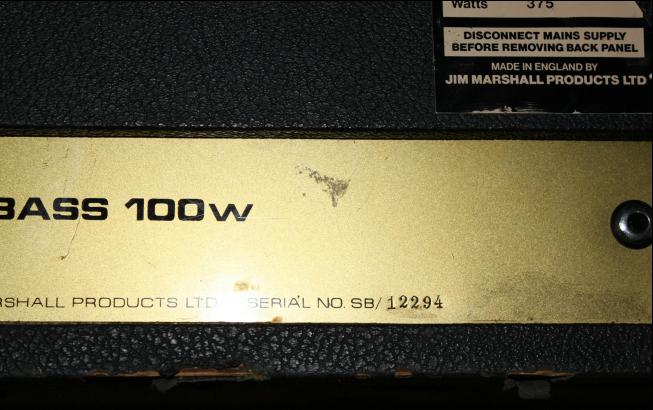 Watts 375
DISCONNECT MAINS SUPPLY
BEFORE REMOVING BACK PANEL
MADE IN ENGLAND BY
JIM MARSHALL PRODUCTS LTD
BASS 100w
RSHALL PRODUCTS LTD SERIAL NO. SB/ 12294